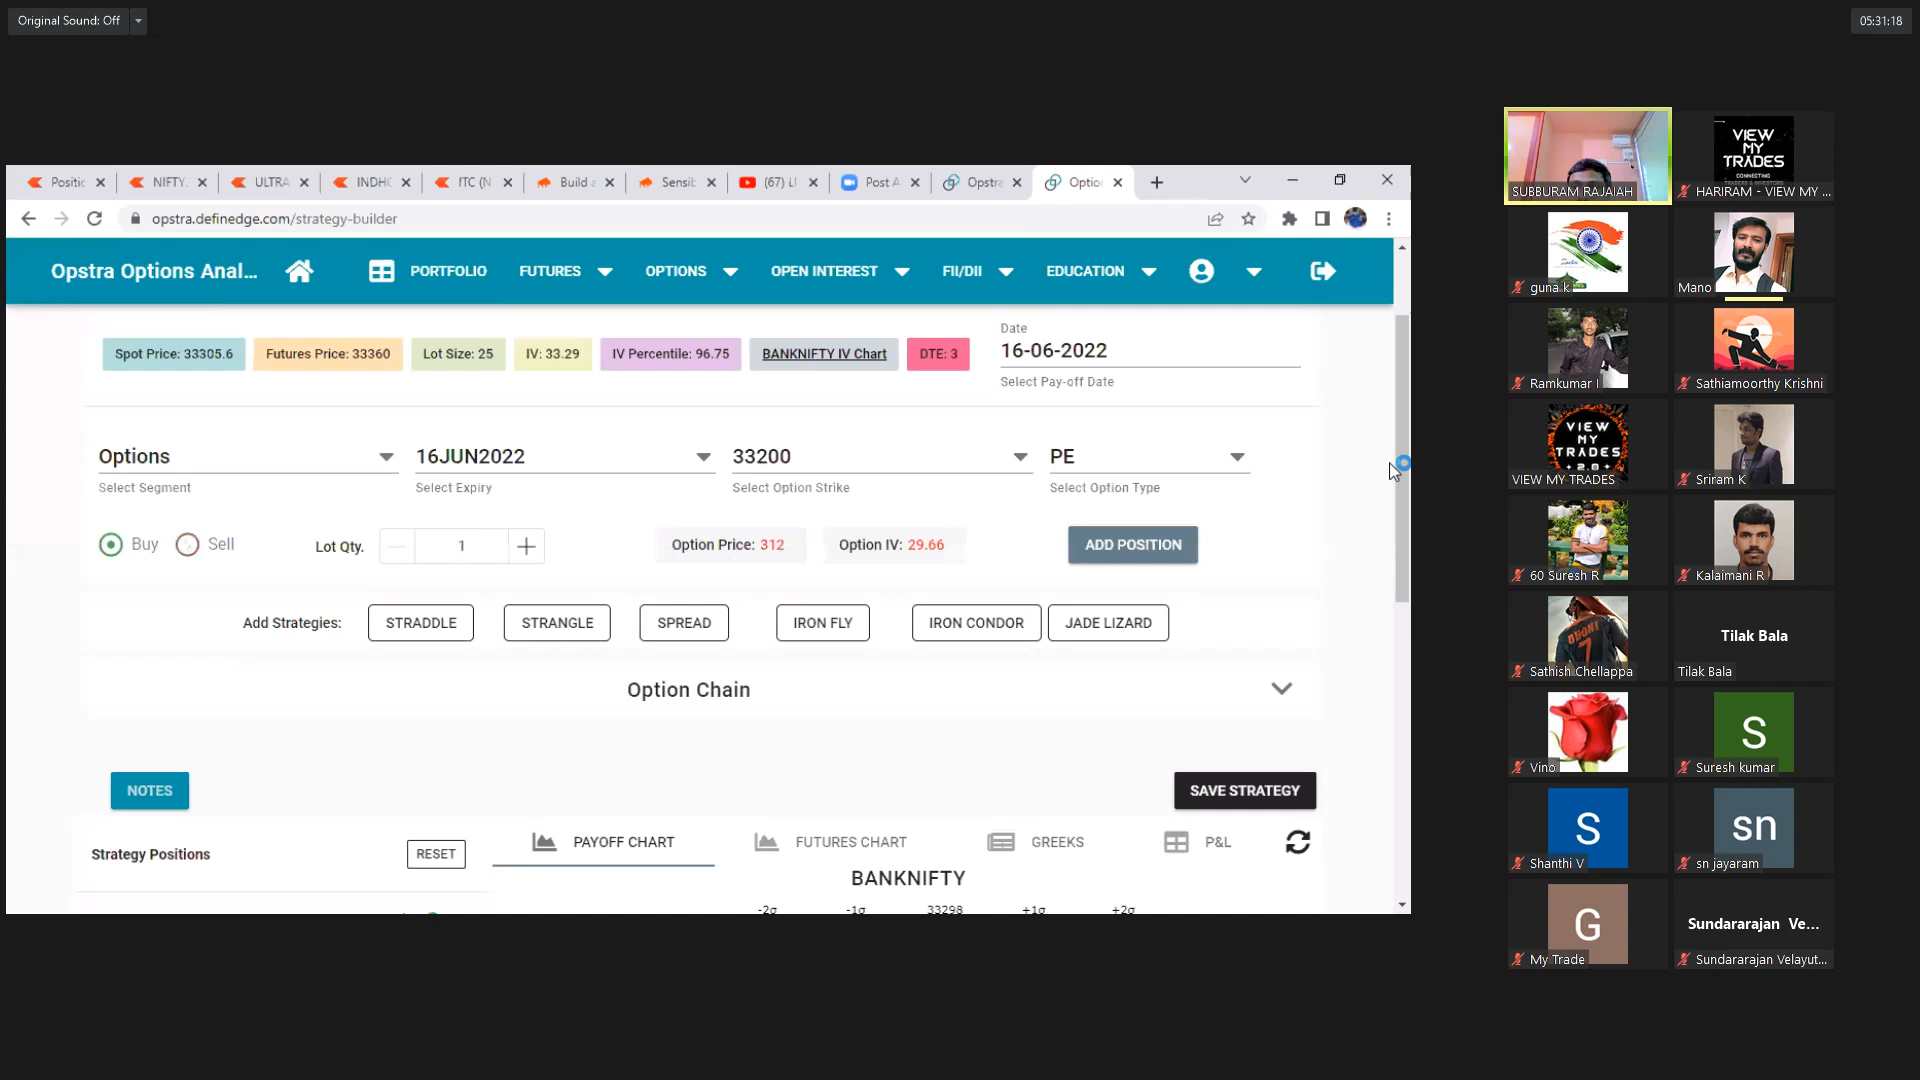 Original Sound: Off
05:31:18
Positic
NIFTY.
ULTRA
INDHC
ITC (N
Build a
Sensib
(67) LI
Post A
Opstra
Option
opstra.definedge.com/strategy-builder
Opstra Options Anal...
PORTFOLIO
FUTURES
OPTIONS
OPEN INTEREST
FII/DII
EDUCATION
Spot Price: 33305.6
Futures Price: 33360
Lot Size: 25
IV: 33.29
IV Percentile: 96.75
BANKNIFTY IV Chart
DTE: 3
Date
16-06-2022
Select Pay-off Date
Options
16JUN2022
33200
PE
Select Segment
Select Expiry
Select Option Strike
Select Option Type
Buy
Sell
Lot Qty.
1
Option Price: 312
Option IV: 29.66
ADD POSITION
Add Strategies:
STRADDLE
STRANGLE
SPREAD
IRON FLY
IRON CONDOR
JADE LIZARD
Option Chain
NOTES
SAVE STRATEGY
Strategy Positions
RESET
PAYOFF CHART
FUTURES CHART
GREEKS
P&L
BANKNIFTY
-2σ
-1σ
33298
+1σ
+2σ
SUBBURAM RAJAIAH
VIEW
MY
TRADES
CONNECTING
HARIRAM - VIEW MY ...
guna k
Mano
Ramkumar I
Sathiamoorthy Krishni
VIEW
MY
TRADES
2.0
VIEW MY TRADES
Sriram K
60 Suresh R
Kalaimani R
DHONI
7
Sathish Chellappa
Tilak Bala
Tilak Bala
Vino
S
Suresh kumar
S
Shanthi V
sn
sn jayaram
G
My Trade
Sundararajan Ve...
Sundararajan Velayut...